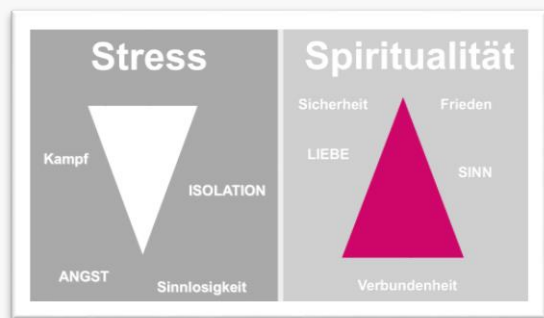 Stress
Kampf
ISOLATION
ANGST
Sinnlosigkeit
Spiritualität
Sicherheit
Frieden
LIEBE
SINN
Verbundenheit